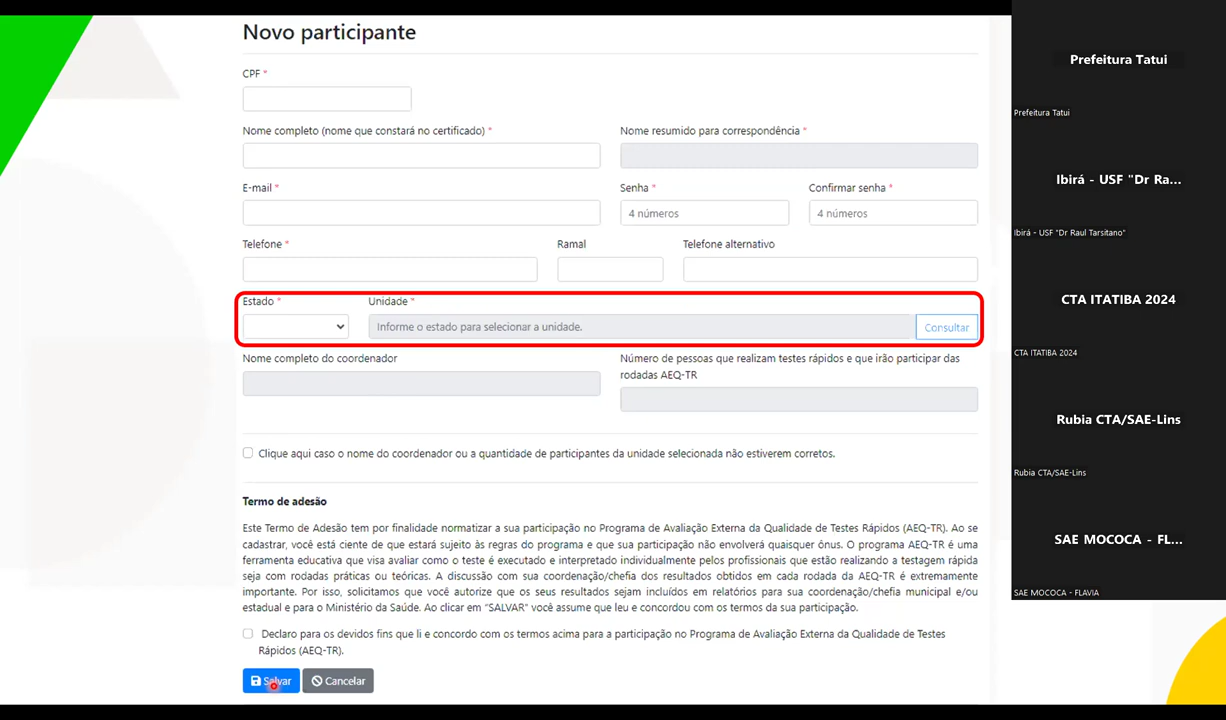 Novo participante
CPF *
Nome completo (nome que constará no certificado) *
Nome resumido para correspondência *
E-mail *
Senha *
Confirmar senha *
4 números
4 números
Telefone *
Ramal
Telefone alternativo
Estado *
Unidade *
Informe o estado para selecionar a unidade.
Consultar
Nome completo do coordenador
Número de pessoas que realizam testes rápidos e que irão participar das
rodadas AEQ-TR
Clique aqui caso o nome do coordenador ou a quantidade de participantes da unidade selecionada não estiverem corretos.
Termo de adesão
Este Termo de Adesão tem por finalidade normatizar a sua participação no Programa de Avaliação Externa da Qualidade de Testes Rápidos (AEQ-TR). Ao se
cadastrar, você está ciente de que estará sujeito às regras do programa e que sua participação não envolverá quaisquer ônus. O programa AEQ-TR é uma
ferramenta educativa que visa avaliar como o teste é executado e interpretado individualmente pelos profissionais que estão realizando a testagem rápida
seja com rodadas práticas ou teóricas. A discussão com sua coordenação/chefia dos resultados obtidos em cada rodada da AEQ-TR é extremamente
importante. Por isso, solicitamos que você autorize que os seus resultados sejam incluídos em relatórios para sua coordenação/chefia municipal e/ou
estadual e para o Ministério da Saúde. Ao clicar em "SALVAR" você assume que leu e concordou com os termos da sua participação.
Declaro para os devidos fins que li e concordo com os termos acima para a participação no Programa de Avaliação Externa da Qualidade de Testes
Rápidos (AEQ-TR).
Salvar
Cancelar
Prefeitura Tatui
Prefeitura Tatui
Ibirá - USF "Dr Ra...
Ibirá - USF "Dr Raul Tarsitano"
CTA ITATIBA 2024
CTA ITATIBA 2024
Rubia CTA/SAE-Lins
Rubia CTA/SAE-Lins
SAE MOCOCA - FL...
SAE MOCOCA - FLAVIA